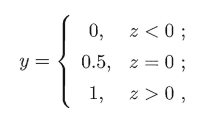 0, z < 0 ;
y = { 0.5, z = 0 ;
1, z > 0 ,